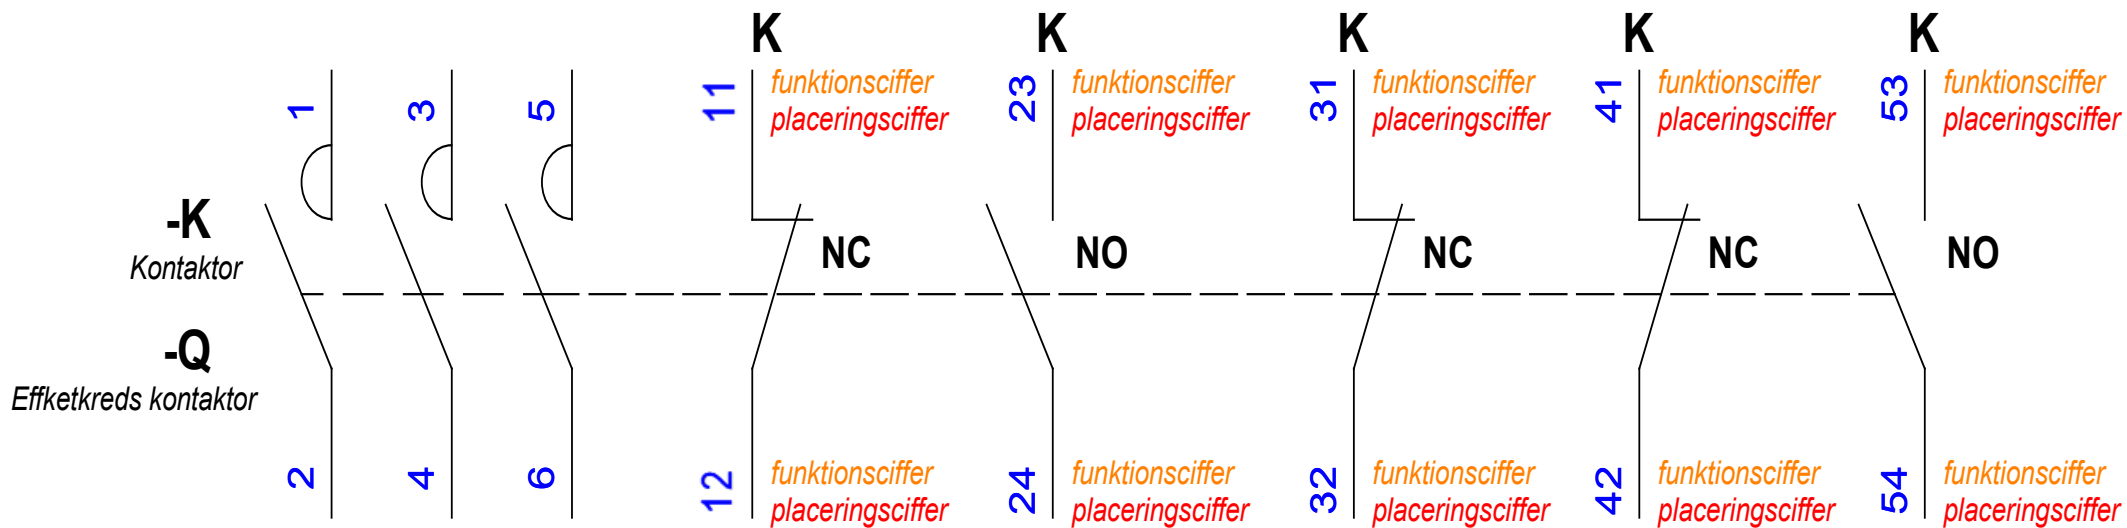 K K K K K
1 3 5 11 funktionsciffer 23 funktionsciffer 31 funktionsciffer 41 funktionsciffer 53 funktionsciffer
placeringsciffer placeringsciffer placeringsciffer placeringsciffer placeringsciffer
-K
Kontaktor
NC NO NC NC NO
-Q
Effketkreds kontaktor
2 4 6 12 funktionsciffer 24 funktionsciffer 32 funktionsciffer 42 funktionsciffer 54 funktionsciffer
placeringsciffer placeringsciffer placeringsciffer placeringsciffer placeringsciffer